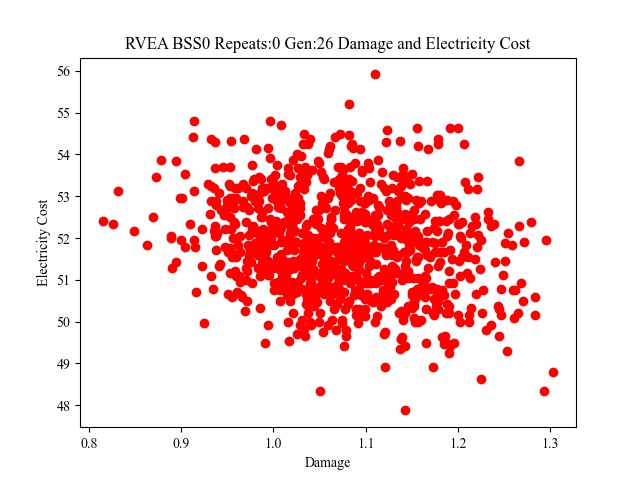 RVEA BSS0 Repeats:0 Gen:26 Damage and Electricity Cost
56
55
54
53
52
51
50
49
48
Electricity Cost
0.8 0.9 1.0 1.1 1.2 1.3
Damage